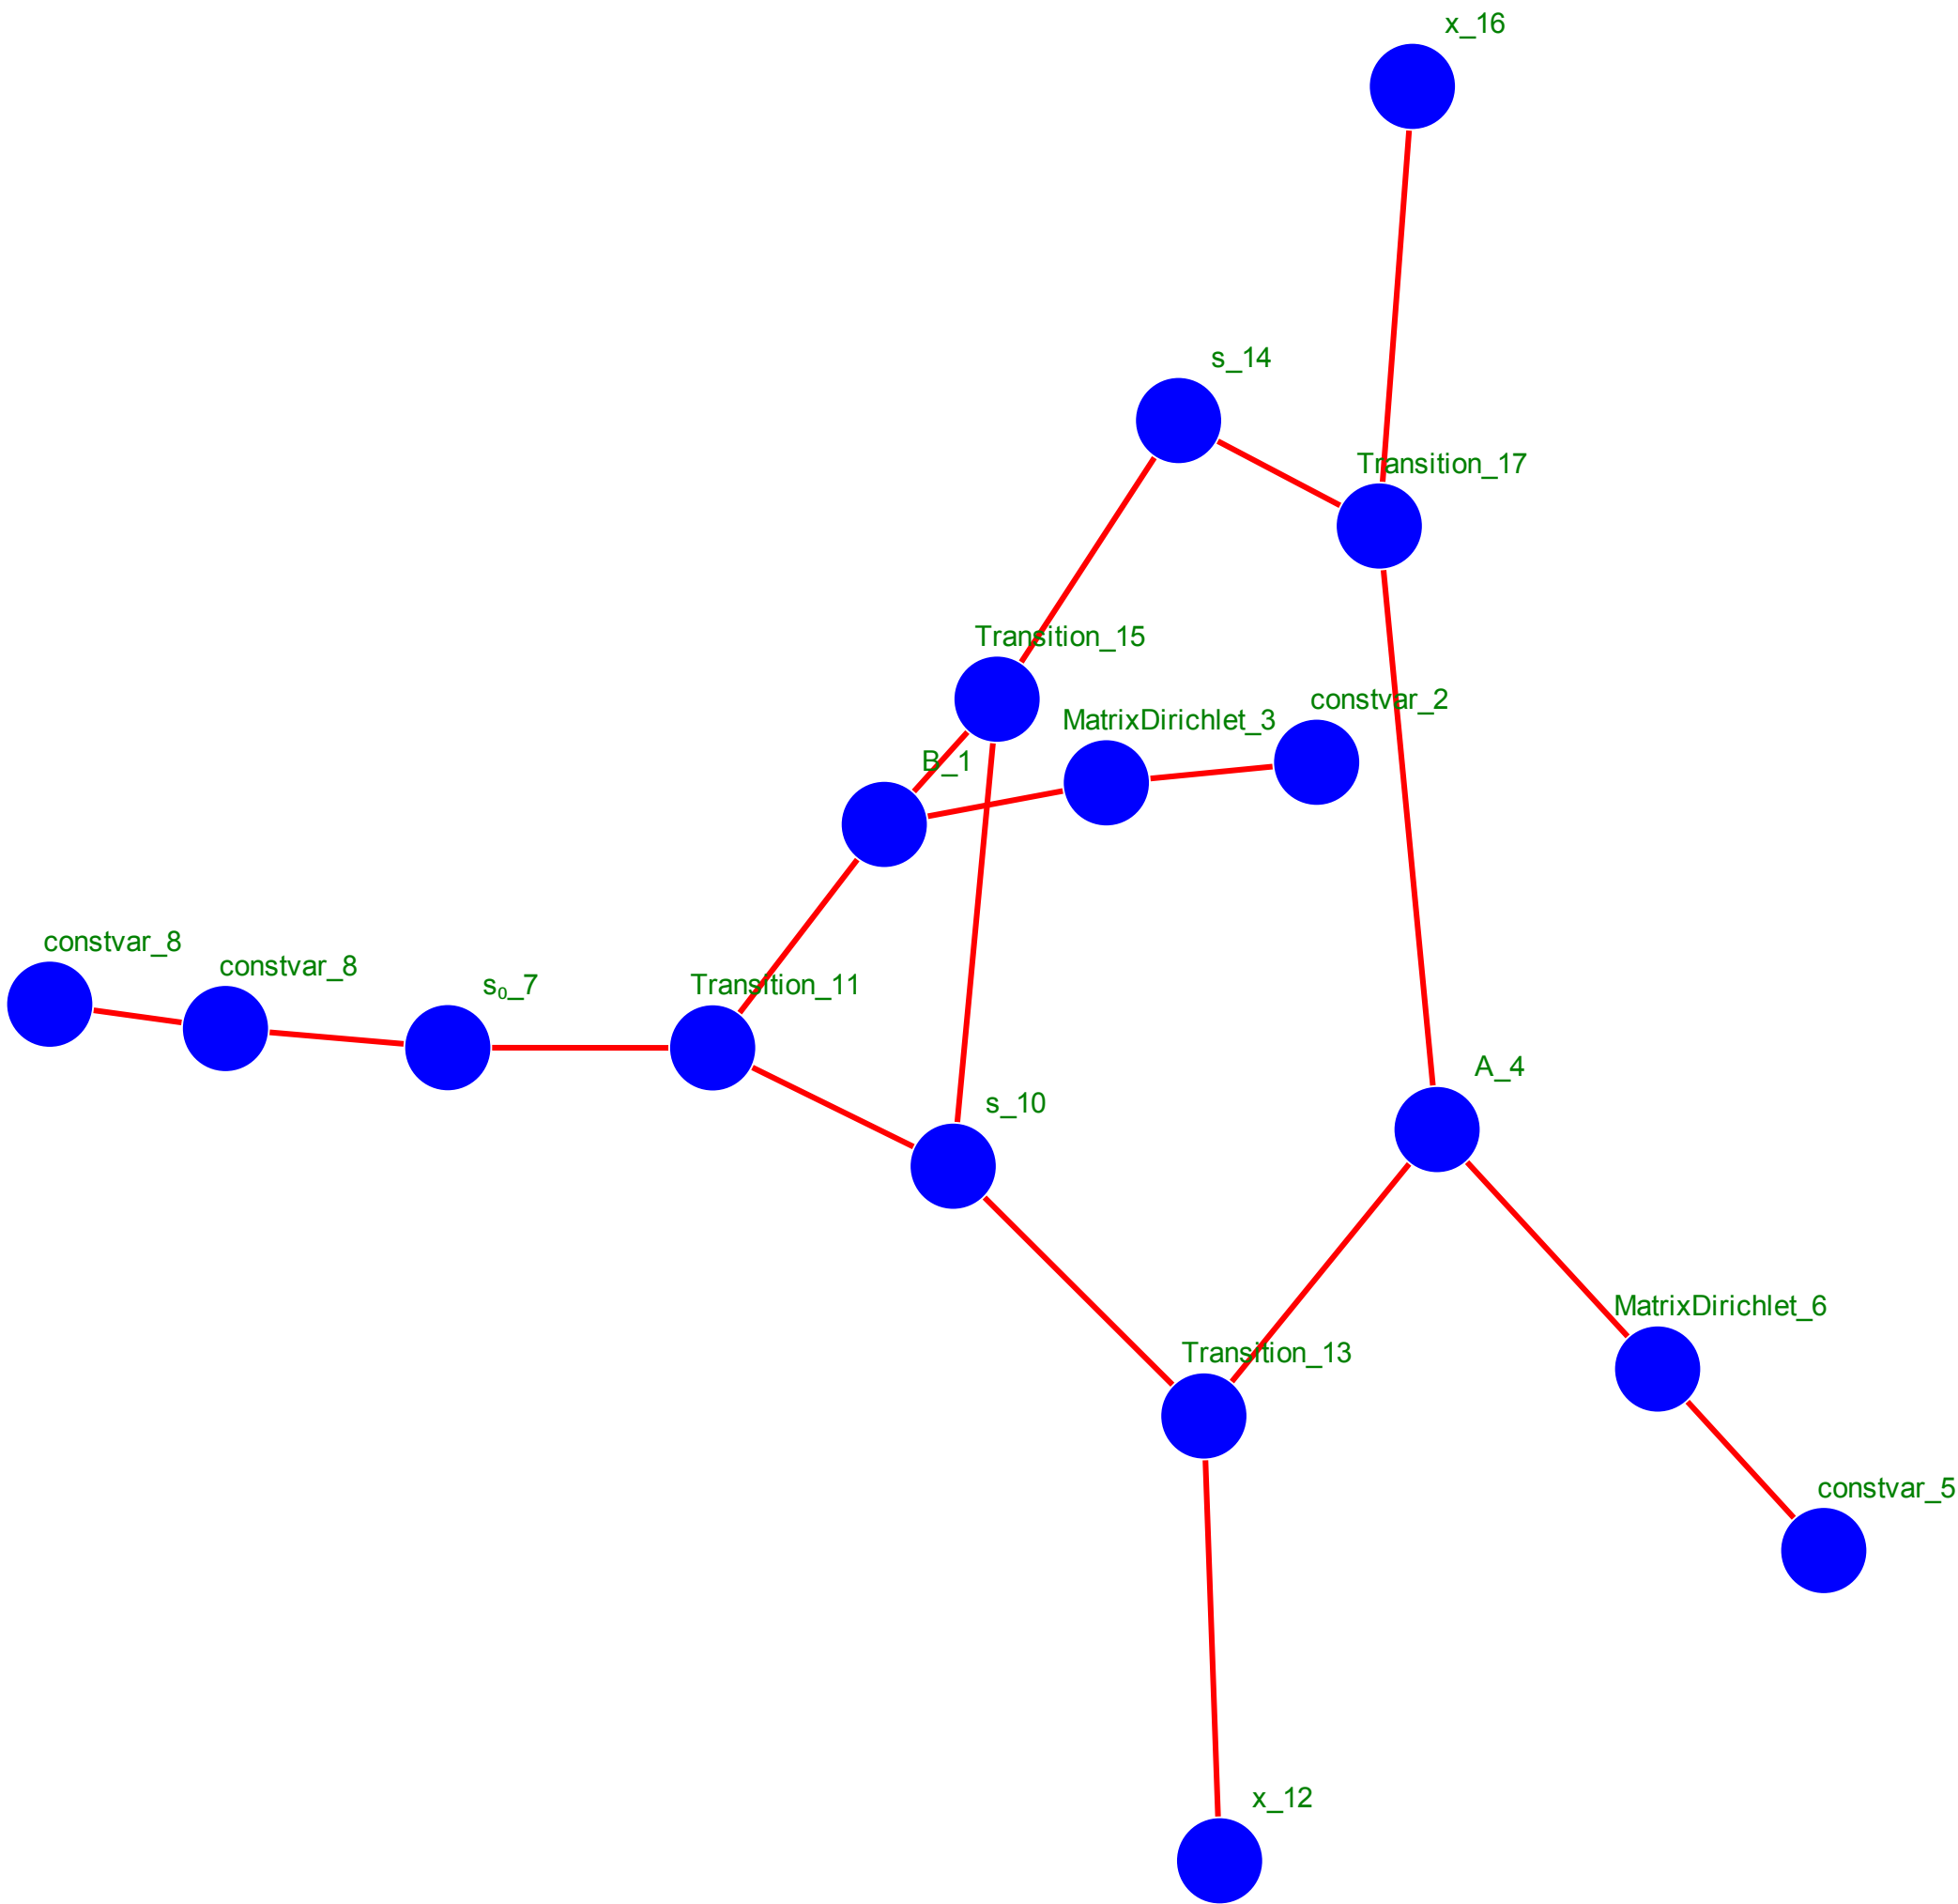 x_16
s_14
Transition_17
Transition_15
constvar_2
MatrixDirichlet_3
B_1
constvar_8
constvar_8
s₀_7
Transition_11
A_4
s_10
MatrixDirichlet_6
Transition_13
constvar_5
x_12